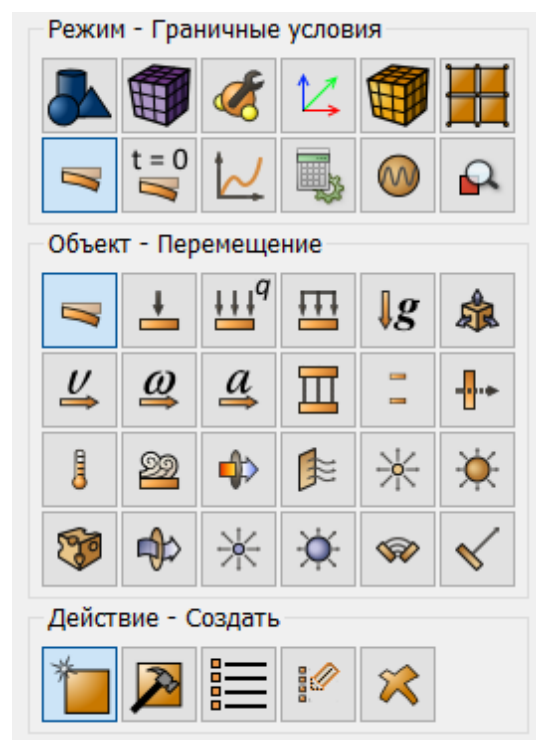 Режим - Граничные условия
t = 0
Объект - Перемещение
q
g
υ ω a
Действие - Создать